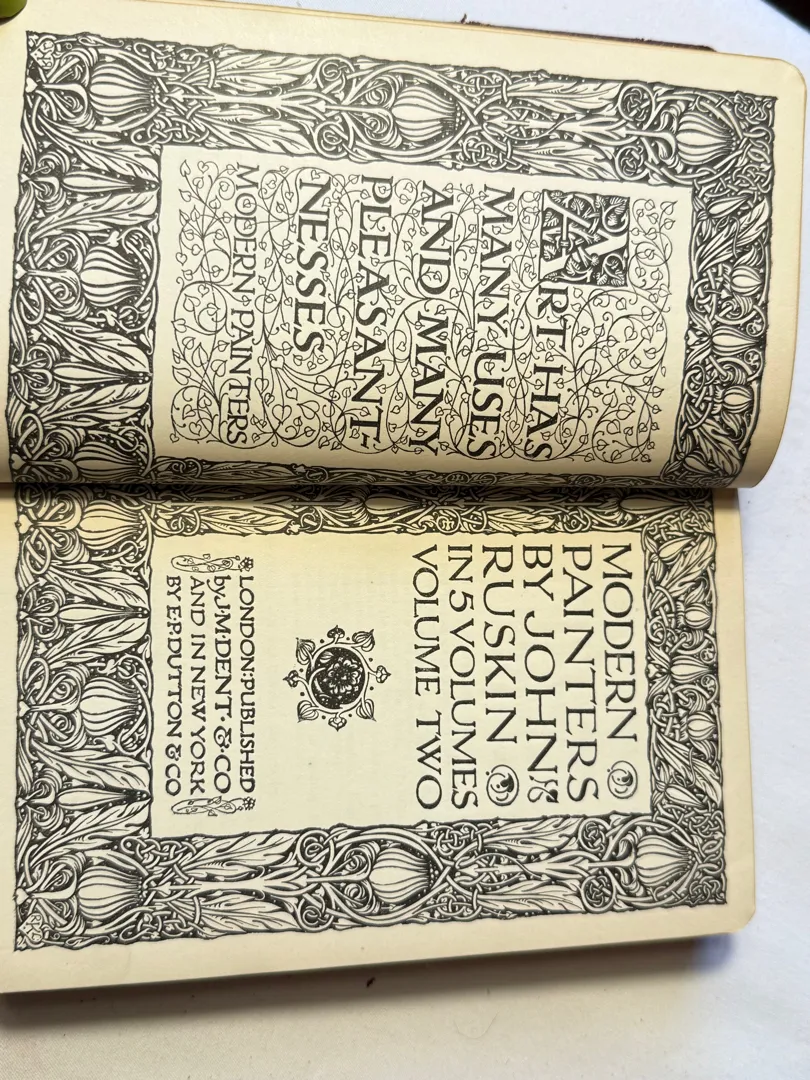 ART HAS
MANY USES
AND MANY
PLEASANT-
NESSES
MODERN PAINTERS
MODERN
PAINTERS
BY JOHN
RUSKIN
IN 5 VOLUMES
VOLUME TWO
LONDON: PUBLISHED
by J.M. DENT · & CO
AND IN NEW YORK
BY E.P. DUTTON & CO